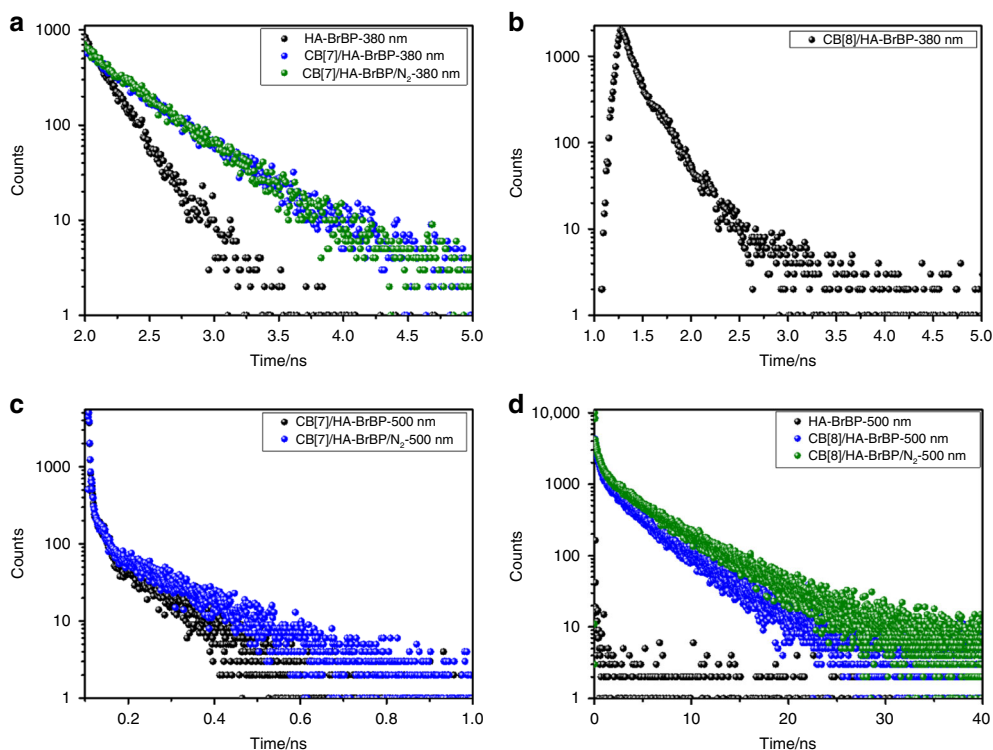 a
HA-BrBP-380 nm
CB[7]/HA-BrBP-380 nm
CB[7]/HA-BrBP/N₂-380 nm
1000
100
10
1
Counts
2.0 2.5 3.0 3.5 4.0 4.5 5.0
Time/ns
b
CB[8]/HA-BrBP-380 nm
1000
100
10
1
Counts
1.0 1.5 2.0 2.5 3.0 3.5 4.0 4.5 5.0
Time/ns
c
CB[7]/HA-BrBP-500 nm
CB[7]/HA-BrBP/N₂-500 nm
1000
100
10
1
Counts
0.2 0.4 0.6 0.8 1.0
Time/ns
d
HA-BrBP-500 nm
CB[8]/HA-BrBP-500 nm
CB[8]/HA-BrBP/N₂-500 nm
10,000
1000
100
10
1
Counts
0 10 20 30 40
Time/ns